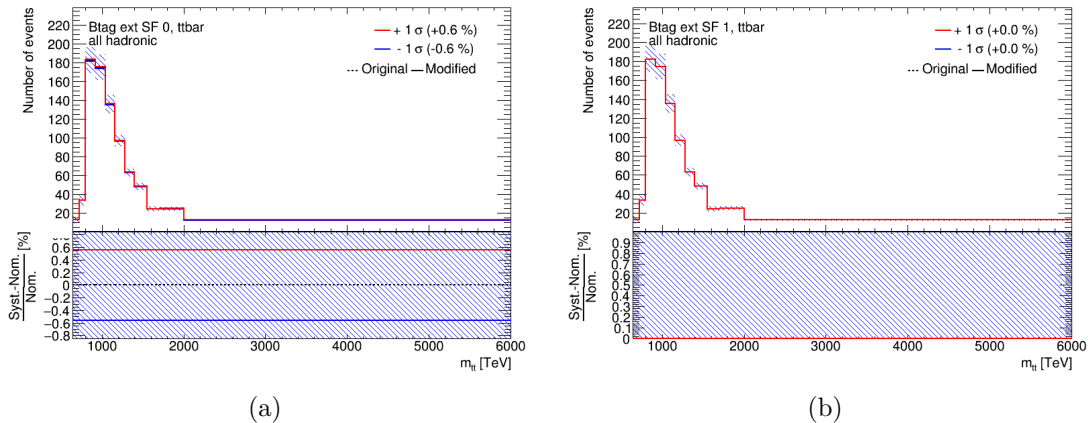 Btag ext SF 0, ttbar
all hadronic
+ 1 σ (+0.6 %)
- 1 σ (-0.6 %)
Original Modified
Number of events
220
200
180
160
140
120
100
80
60
40
20
Syst.-Nom.
Nom.
[%]
0.6
0.4
0.2
0
−0.2
−0.4
−0.6
−0.8
1000 2000 3000 4000 5000 6000
m_tt [TeV]
(a)
Btag ext SF 1, ttbar
all hadronic
+ 1 σ (+0.0 %)
- 1 σ (+0.0 %)
Original Modified
Number of events
220
200
180
160
140
120
100
80
60
40
20
Syst.-Nom.
Nom.
[%]
0.9
0.8
0.7
0.6
0.5
0.4
0.3
0.2
0.1
0
1000 2000 3000 4000 5000 6000
m_tt [TeV]
(b)